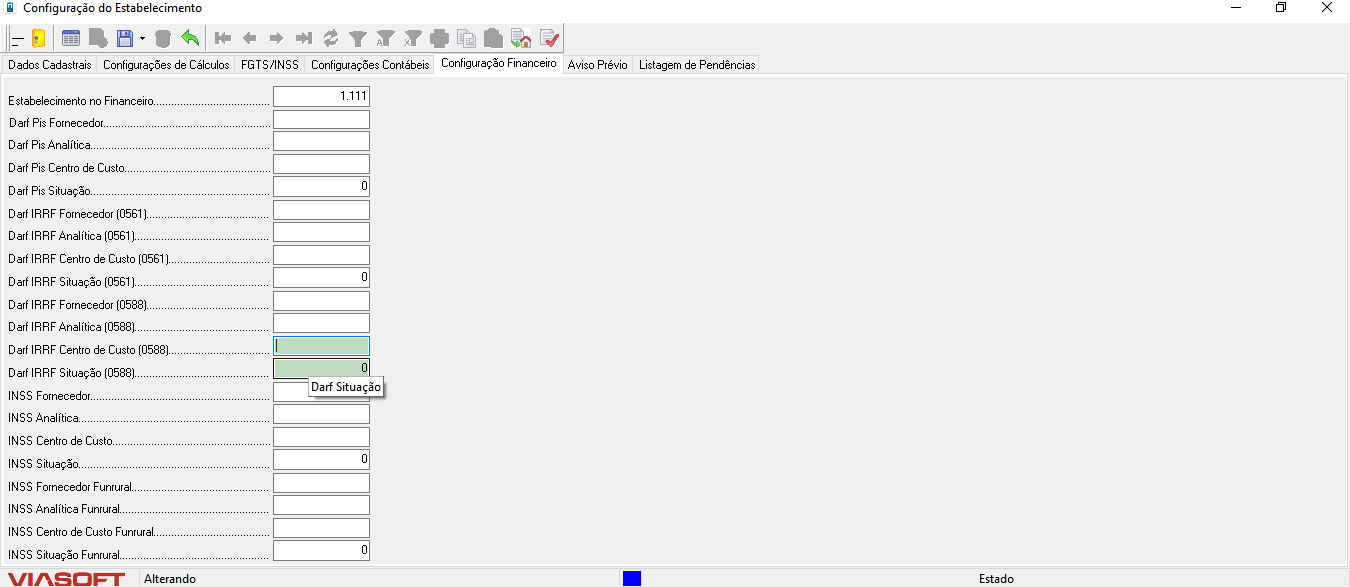 Configuração do Estabelecimento
Dados Cadastrais Configurações de Cálculos FGTS/INSS Configurações Contábeis Configuração Financeiro Aviso Prévio Listagem de Pendências
Estabelecimento no Financeiro 1.111
Darf Pis Fornecedor
Darf Pis Analítica
Darf Pis Centro de Custo
Darf Pis Situação 0
Darf IRRF Fornecedor (0561)
Darf IRRF Analítica (0561)
Darf IRRF Centro de Custo (0561)
Darf IRRF Situação (0561) 0
Darf IRRF Fornecedor (0588)
Darf IRRF Analítica (0588)
Darf IRRF Centro de Custo (0588)
Darf IRRF Situação (0588) 0
Darf Situação
INSS Fornecedor
INSS Analítica
INSS Centro de Custo
INSS Situação 0
INSS Fornecedor Funrural
INSS Analítica Funrural
INSS Centro de Custo Funrural
INSS Situação Funrural 0
VIASOFT Alterando Estado